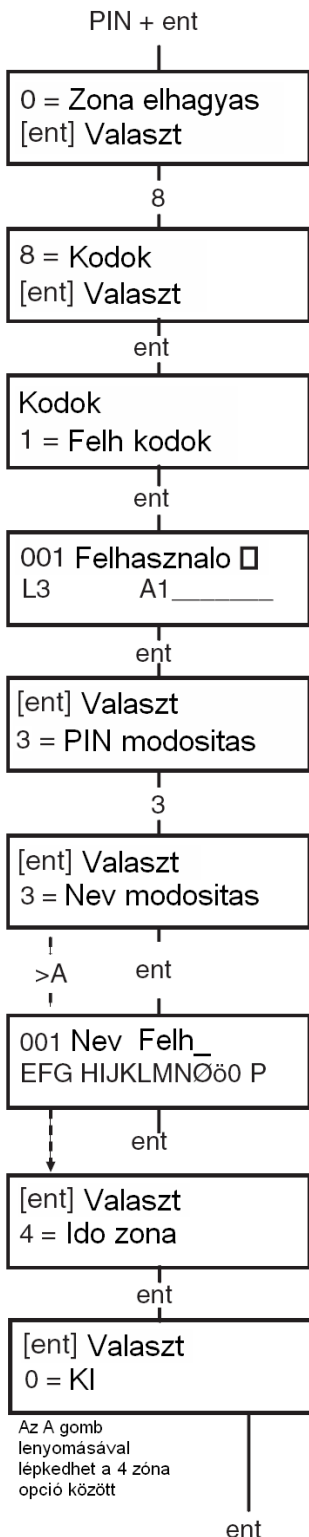 PIN + ent
0 = Zona elhagyas
[ent] Valaszt
8
8 = Kodok
[ent] Valaszt
ent
Kodok
1 = Felh kodok
ent
001 Felhasznalo □
L3 A1_______
ent
[ent] Valaszt
3 = PIN modositas
3
[ent] Valaszt
3 = Nev modositas
>A ent
001 Nev Felh_
EFG HIJKLMNØö0 P
ent
[ent] Valaszt
4 = Ido zona
ent
[ent] Valaszt
0 = KI
Az A gomb
lenyomásával
lépkedhet a 4 zóna
opció között
ent